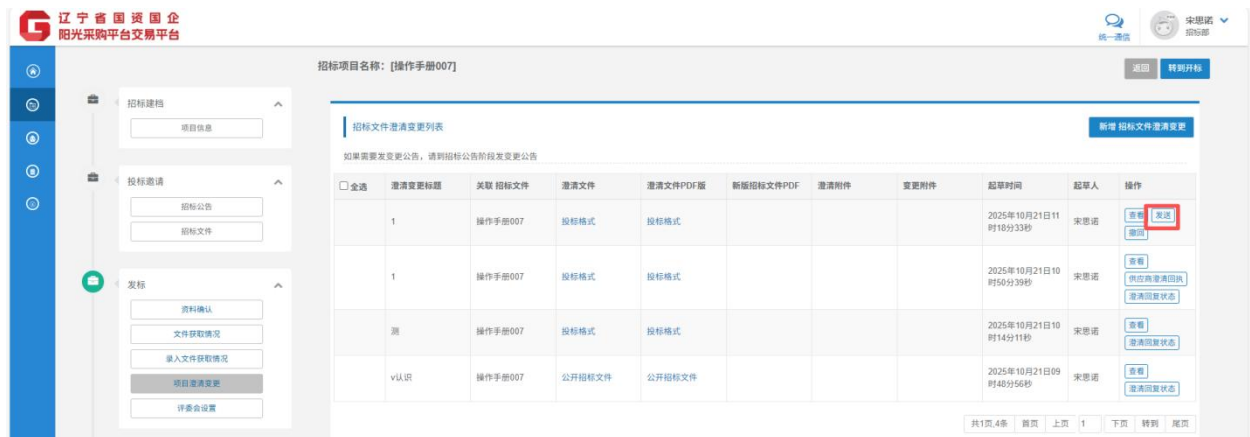 辽宁省国资国企
阳光采购平台交易平台
统一通信
宋思诺
招标部
招标项目名称：[操作手册007]
返回
转到开标
招标建档
项目信息
投标邀请
招标公告
招标文件
发标
资料确认
文件获取情况
录入文件获取情况
项目澄清变更
评委会设置
招标文件澄清变更列表
新增 招标文件澄清变更
如果需要发变更公告，请到招标公告阶段发变更公告
全选 澄清变更标题 关联 招标文件 澄清文件 澄清文件PDF版 新版招标文件PDF 澄清附件 变更附件 起草时间 起草人 操作
1 操作手册007 投标格式 投标格式 2025年10月21日11时18分33秒 宋思诺 查看 发送 撤回
1 操作手册007 投标格式 投标格式 2025年10月21日10时50分39秒 宋思诺 查看 供应商澄清回执 澄清回复状态
测 操作手册007 投标格式 投标格式 2025年10月21日10时14分11秒 宋思诺 查看 澄清回复状态
v认识 操作手册007 公开招标文件 公开招标文件 2025年10月21日09时48分56秒 宋思诺 查看 澄清回复状态
共1页,4条 首页 上页 1 下页 转到 尾页